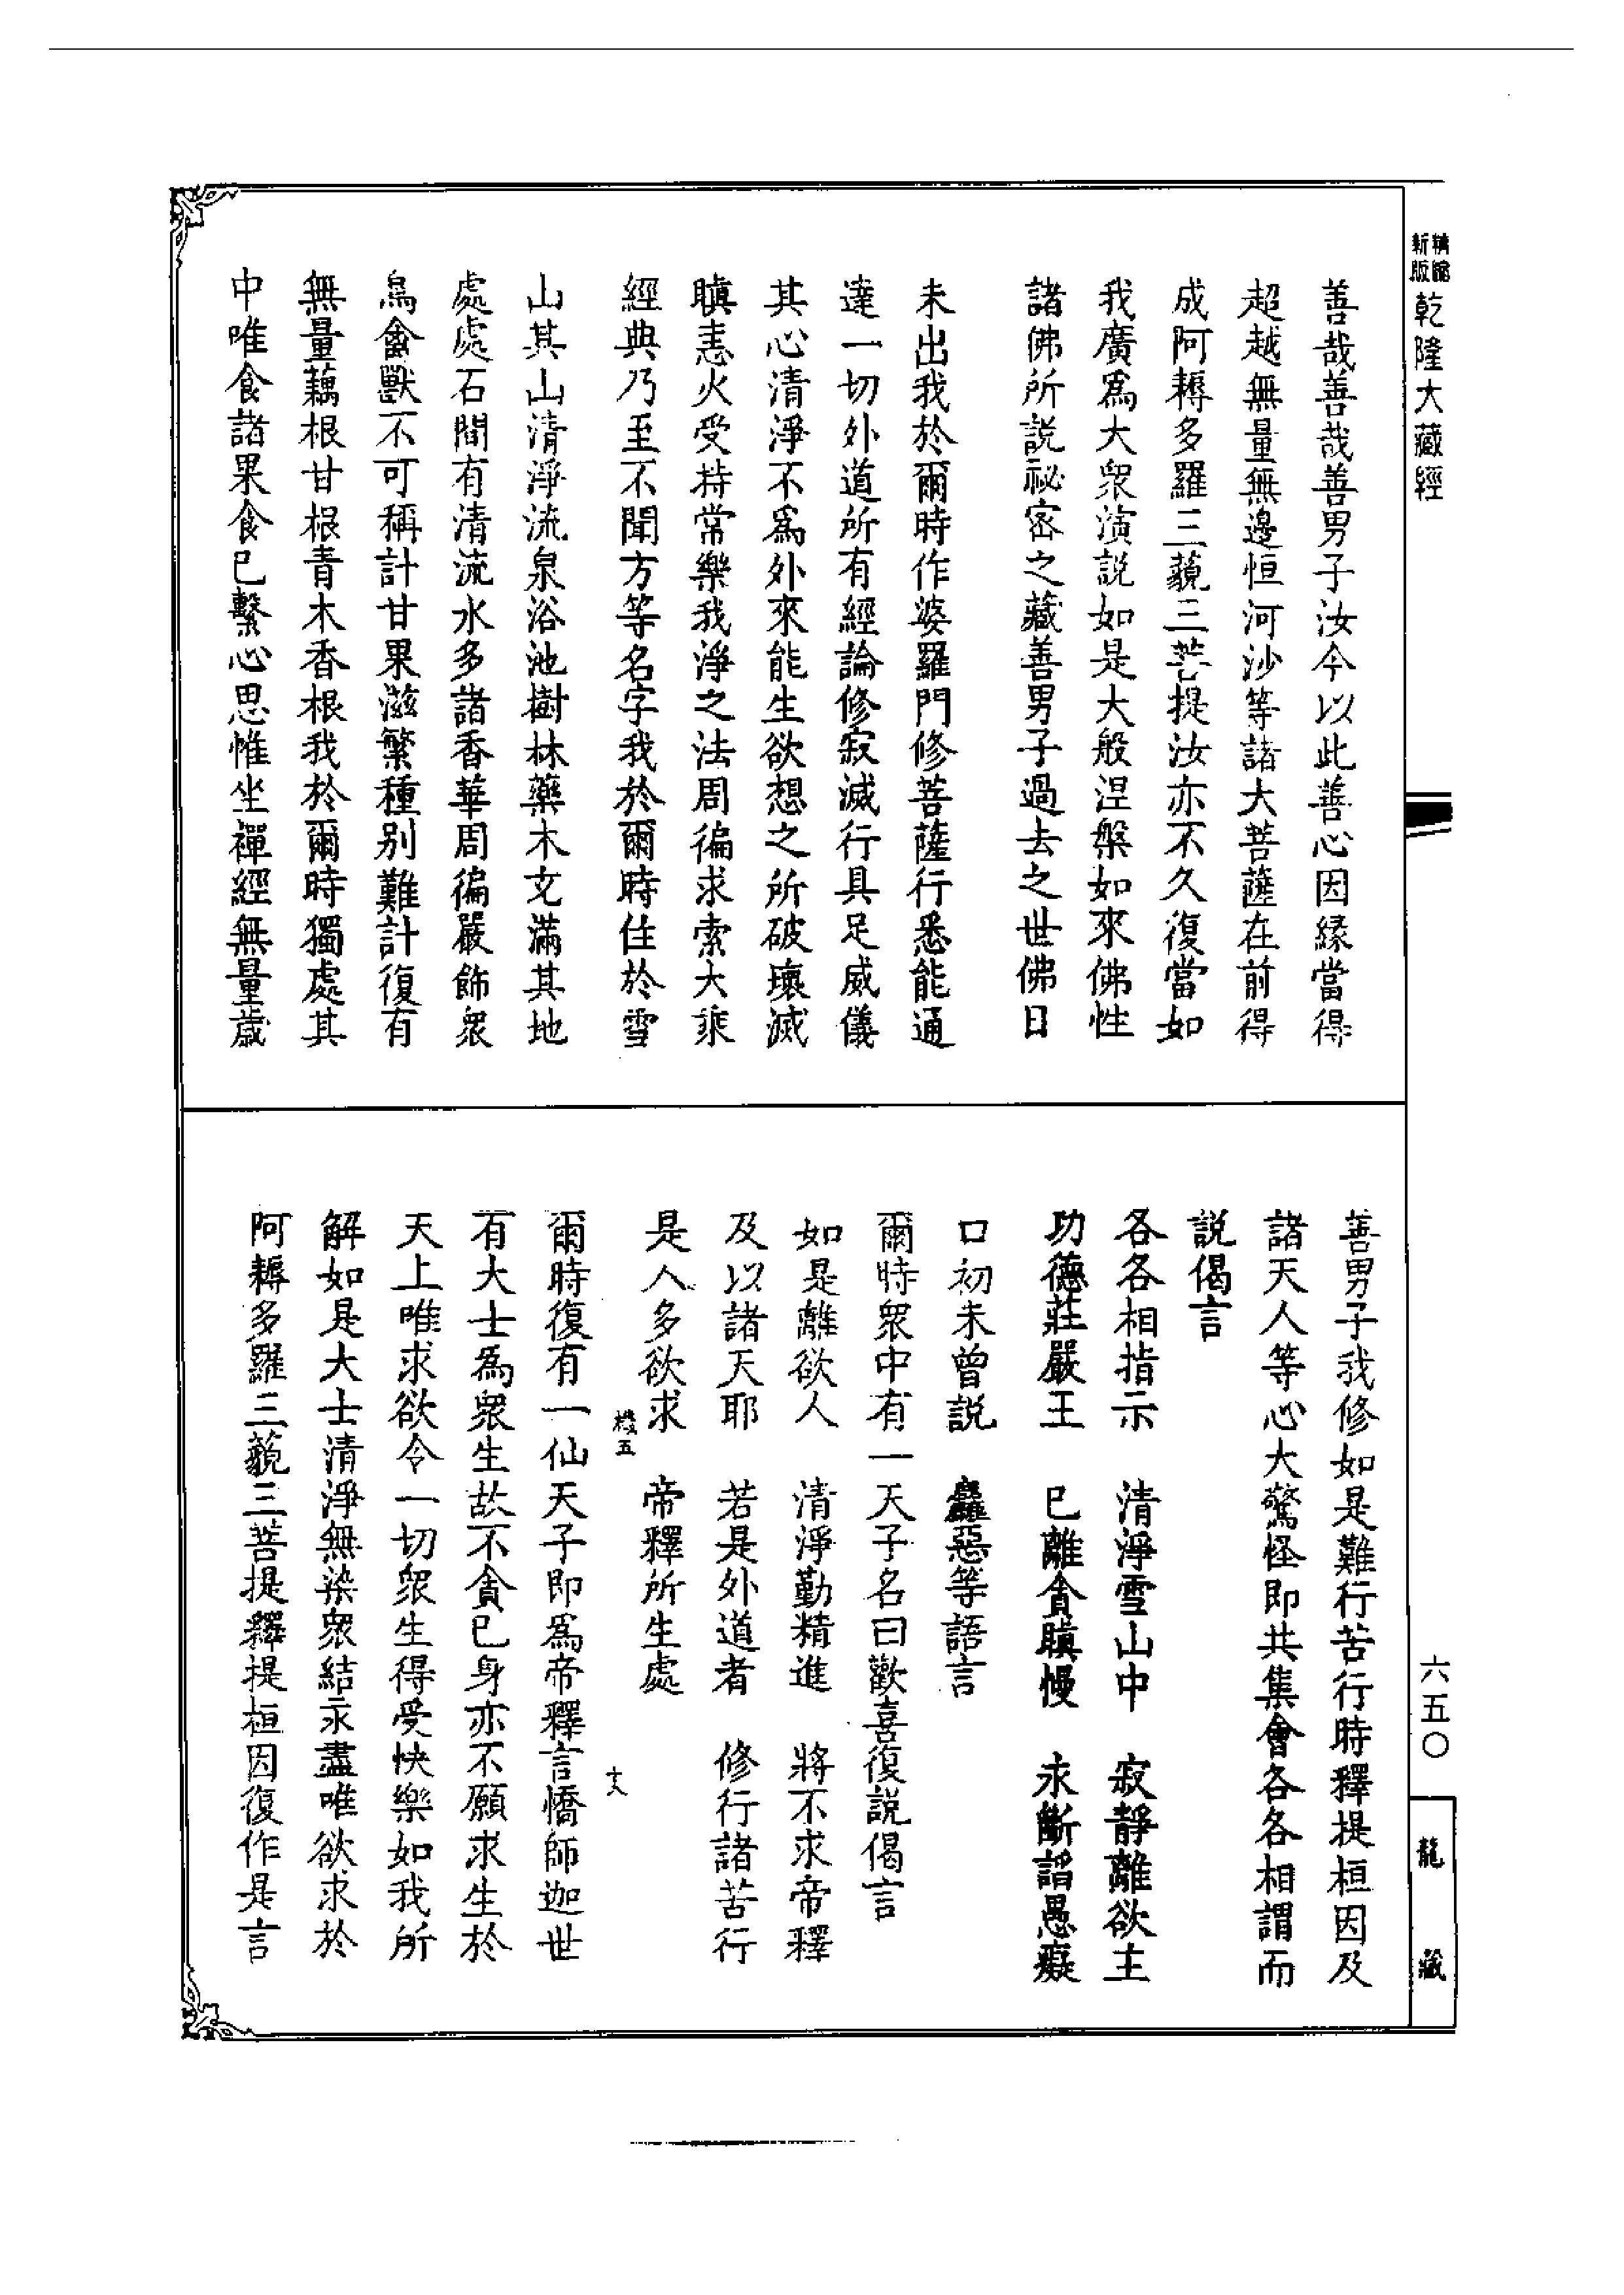 精縮
新版
乾隆大藏經
善哉善哉善男子汝今以此善心因緣當得
超越無量無邊恒河沙等諸大菩薩在前得
成阿耨多羅三藐三菩提汝亦不久復當如
我廣爲大衆演說如是大般涅槃如來佛性
諸佛所說祕密之藏善男子過去之世佛日
未出我於爾時作婆羅門修菩薩行悉能通
達一切外道所有經論修寂滅行具足威儀
其心清淨不爲外來能生欲想之所破壞滅
瞋恚火受持常樂我淨之法周徧求索大乘
經典乃至不聞方等名字我於爾時住於雪
山其山清淨流泉浴池樹林藥木充滿其地
處處石間有清流水多諸香華周徧嚴飾衆
鳥禽獸不可稱計甘果滋繁種別難計復有
無量藕根甘根青木香根我於爾時獨處其
中唯食諸果食已繫心思惟坐禪經無量歲
善男子我修如是難行苦行時釋提桓因及
諸天人等心大驚怪即共集會各各相謂而
說偈言
各各相指示　清淨雪山中　寂靜離欲主
功德莊嚴王　已離貪瞋慢　永斷諂愚癡
口初未曾說　麤惡等語言
爾時衆中有一天子名曰歡喜復說偈言
如是離欲人　清淨勤精進　將不求帝釋
及以諸天耶　若是外道者　修行諸苦行
是人多欲求　帝釋所生處
機五　十八
爾時復有一仙天子即爲帝釋言憍師迦世
有大士爲衆生故不貪己身亦不願求生於
天上唯求欲令一切衆生得受快樂如我所
解如是大士清淨無染衆結永盡唯欲求於
阿耨多羅三藐三菩提釋提桓因復作是言
六五〇
龍藏